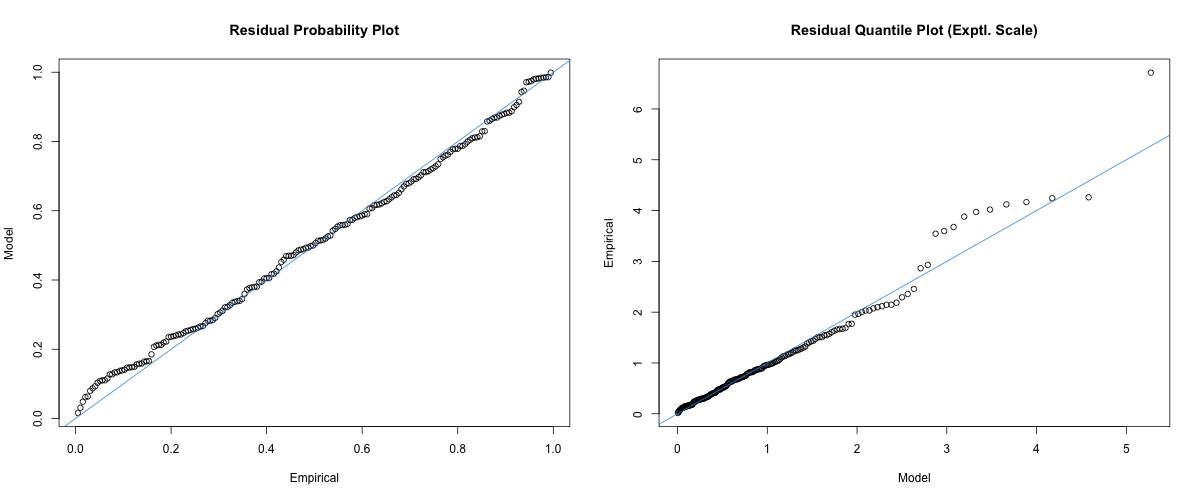 Residual Probability Plot
Model
0.0 0.2 0.4 0.6 0.8 1.0
0.0 0.2 0.4 0.6 0.8 1.0
Empirical
Residual Quantile Plot (Exptl. Scale)
Empirical
0 1 2 3 4 5 6
0 1 2 3 4 5
Model